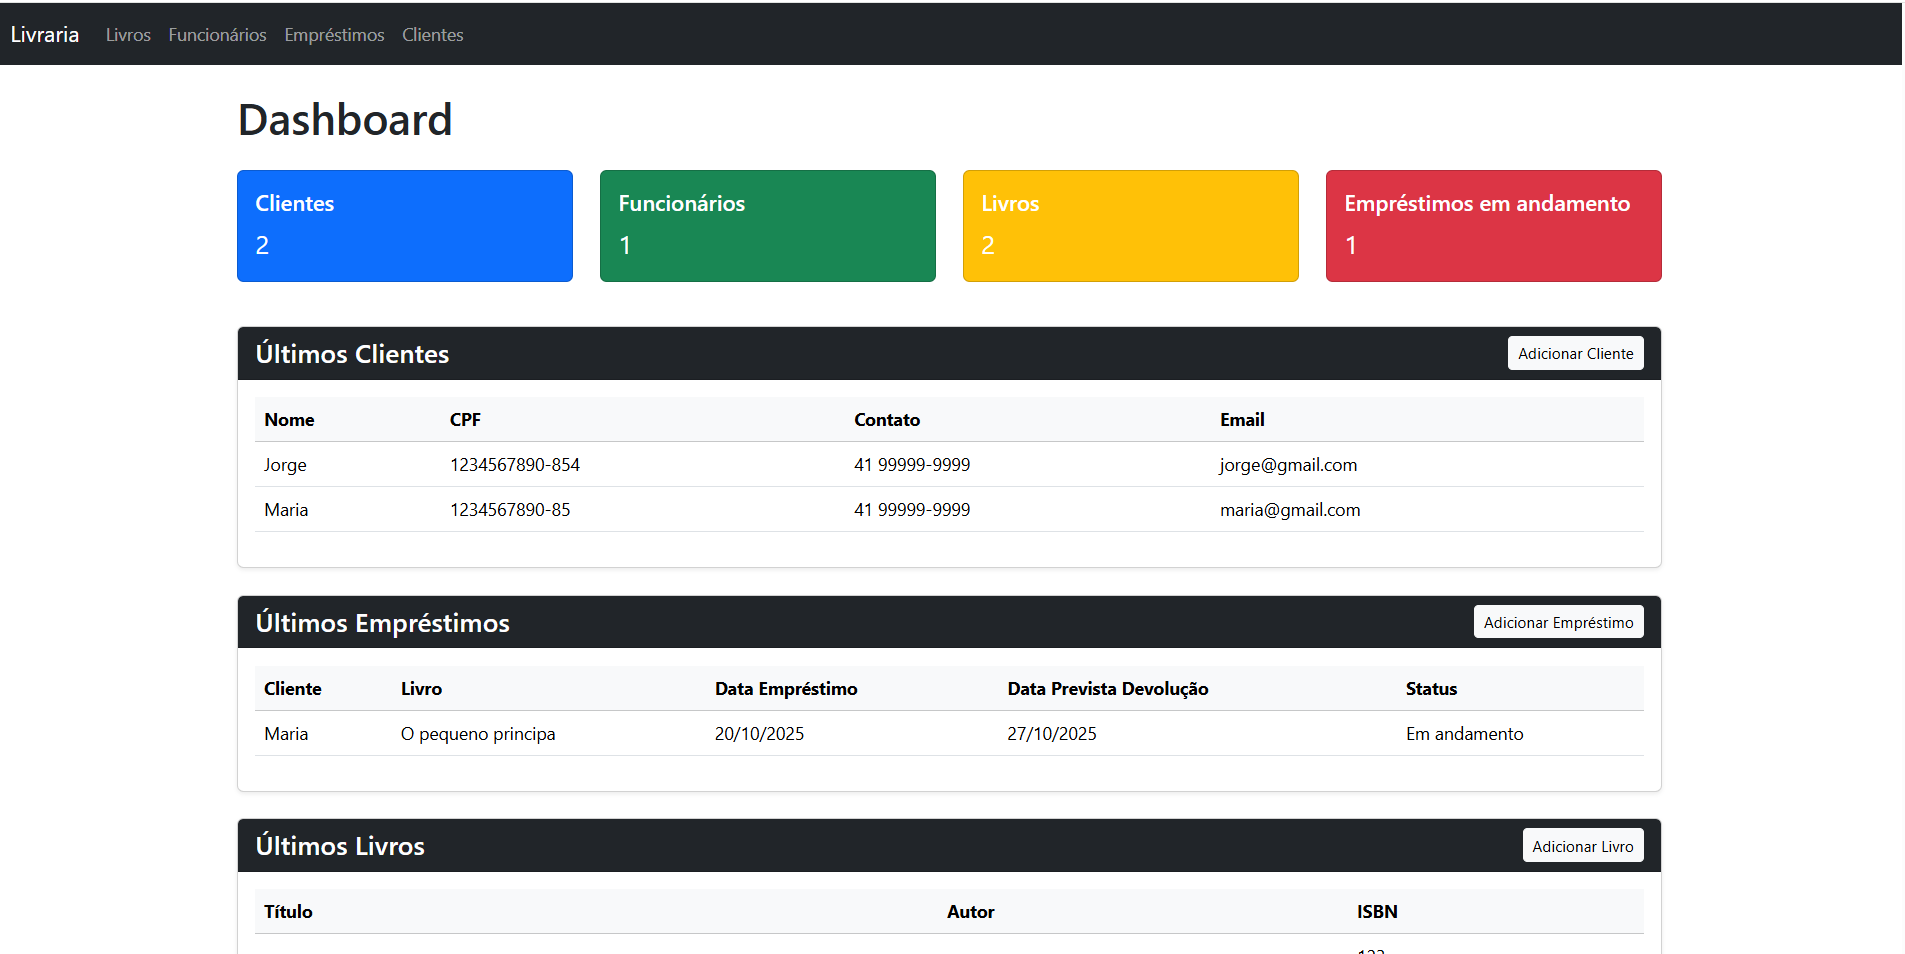 Livraria Livros Funcionários Empréstimos Clientes
Dashboard
Clientes Funcionários Livros Empréstimos em andamento
2 1 2 1
Últimos Clientes Adicionar Cliente
Nome CPF Contato Email
Jorge 1234567890-854 41 99999-9999 jorge@gmail.com
Maria 1234567890-85 41 99999-9999 maria@gmail.com
Últimos Empréstimos Adicionar Empréstimo
Cliente Livro Data Empréstimo Data Prevista Devolução Status
Maria O pequeno principa 20/10/2025 27/10/2025 Em andamento
Últimos Livros Adicionar Livro
Título Autor ISBN